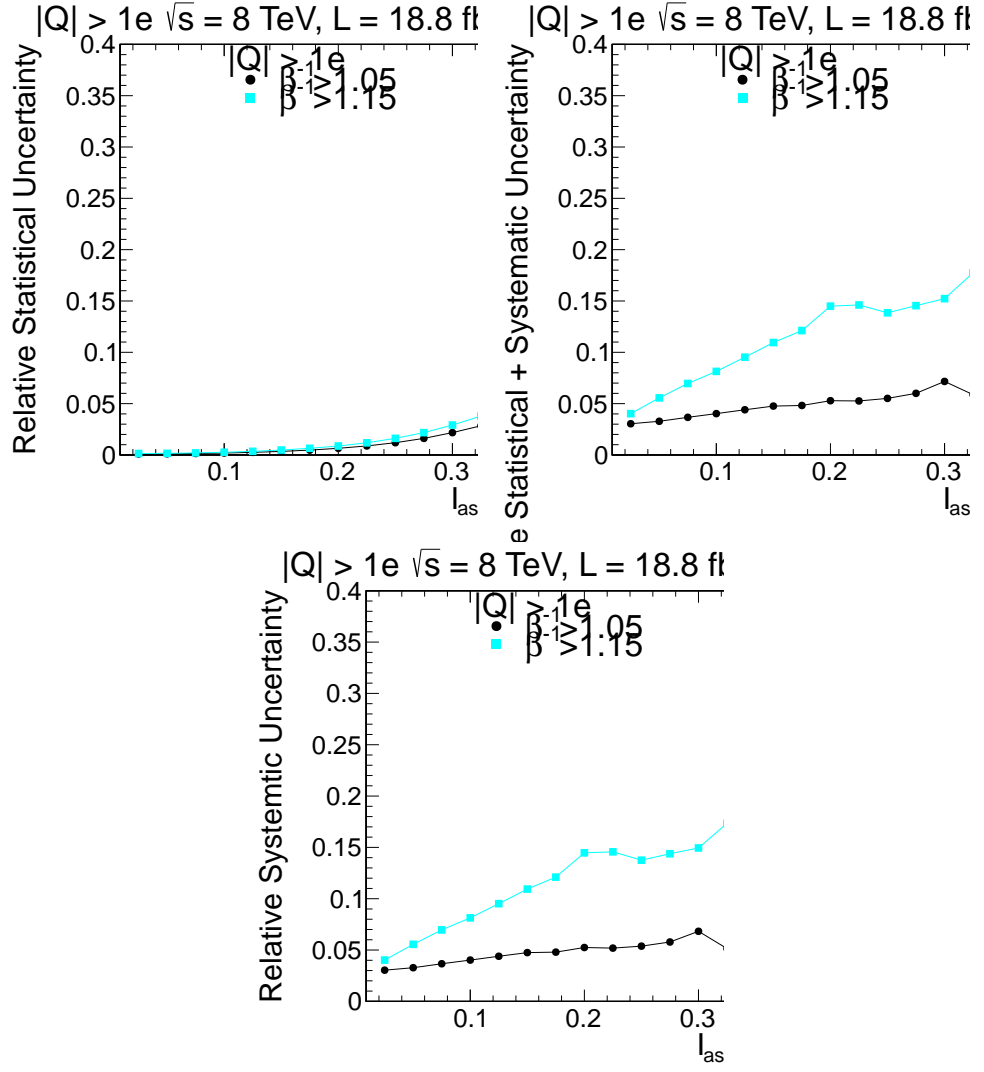 |Q| > 1e √s = 8 TeV, L = 18.8 fb
Relative Statistical Uncertainty
|Q| > 1e
β⁻¹>1.05
β⁻¹>1.15
0.4
0.35
0.3
0.25
0.2
0.15
0.1
0.05
0
0.1 0.2 0.3
I_as
|Q| > 1e √s = 8 TeV, L = 18.8 fb
e Statistical + Systematic Uncertainty
|Q| > 1e
β⁻¹>1.05
β⁻¹>1.15
0.4
0.35
0.3
0.25
0.2
0.15
0.1
0.05
0
0.1 0.2 0.3
I_as
|Q| > 1e √s = 8 TeV, L = 18.8 fb
Relative Systemtic Uncertainty
|Q| > 1e
β⁻¹>1.05
β⁻¹>1.15
0.4
0.35
0.3
0.25
0.2
0.15
0.1
0.05
0
0.1 0.2 0.3
I_as